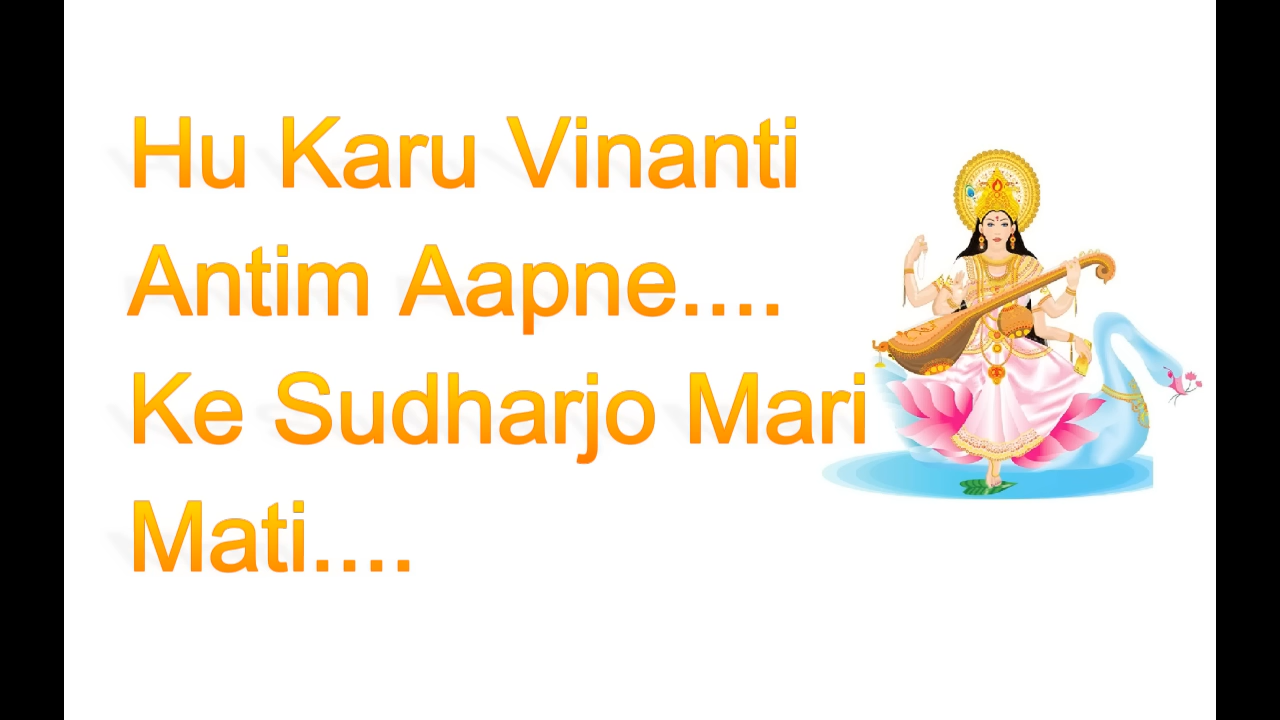 Hu Karu Vinanti
Antim Aapne....
Ke Sudharjo Mari
Mati....